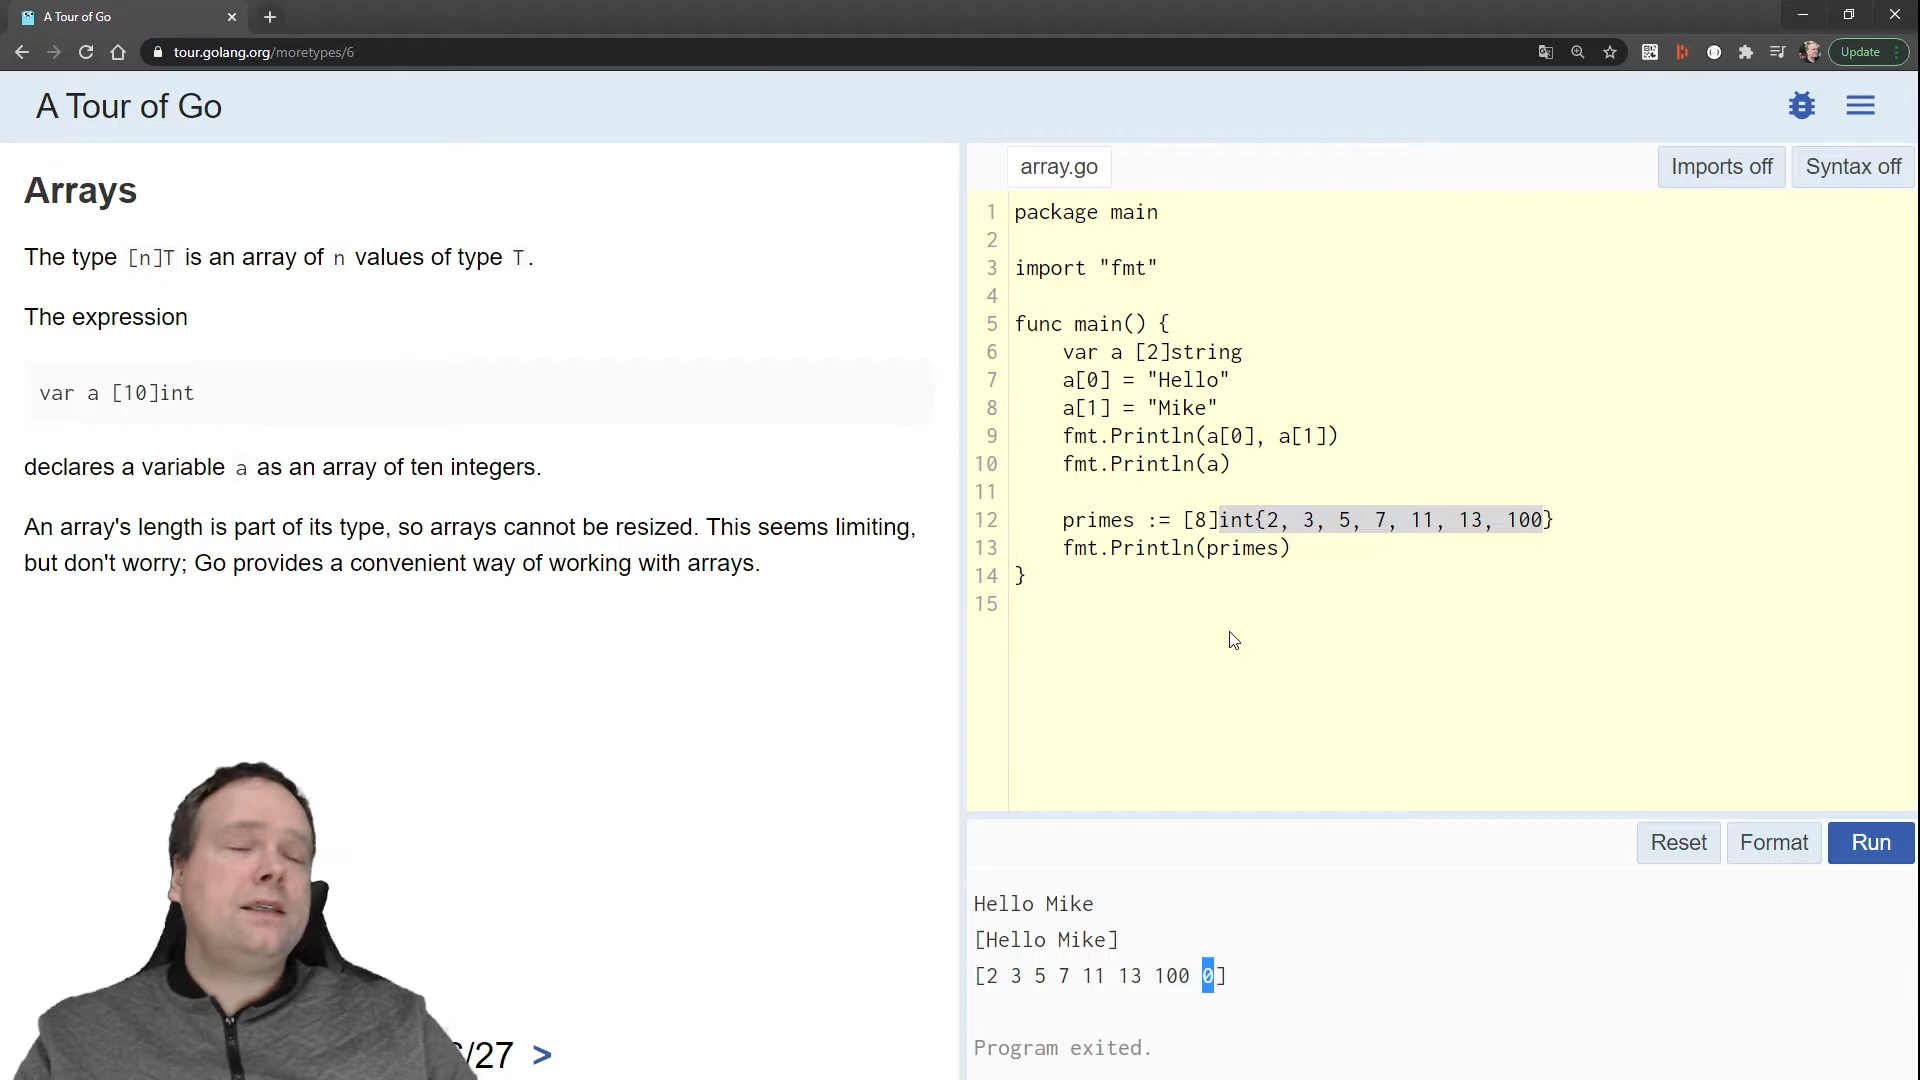 A Tour of Go
tour.golang.org/moretypes/6
Update
A Tour of Go
Arrays
The type [n]T is an array of n values of type T.
The expression
var a [10]int
declares a variable a as an array of ten integers.
An array's length is part of its type, so arrays cannot be resized. This seems limiting,
but don't worry; Go provides a convenient way of working with arrays.
/27 >
array.go
Imports off
Syntax off
1 package main
2
3 import "fmt"
4
5 func main() {
6 var a [2]string
7 a[0] = "Hello"
8 a[1] = "Mike"
9 fmt.Println(a[0], a[1])
10 fmt.Println(a)
11
12 primes := [8]int{2, 3, 5, 7, 11, 13, 100}
13 fmt.Println(primes)
14 }
15
Reset
Format
Run
Hello Mike
[Hello Mike]
[2 3 5 7 11 13 100 0]
Program exited.